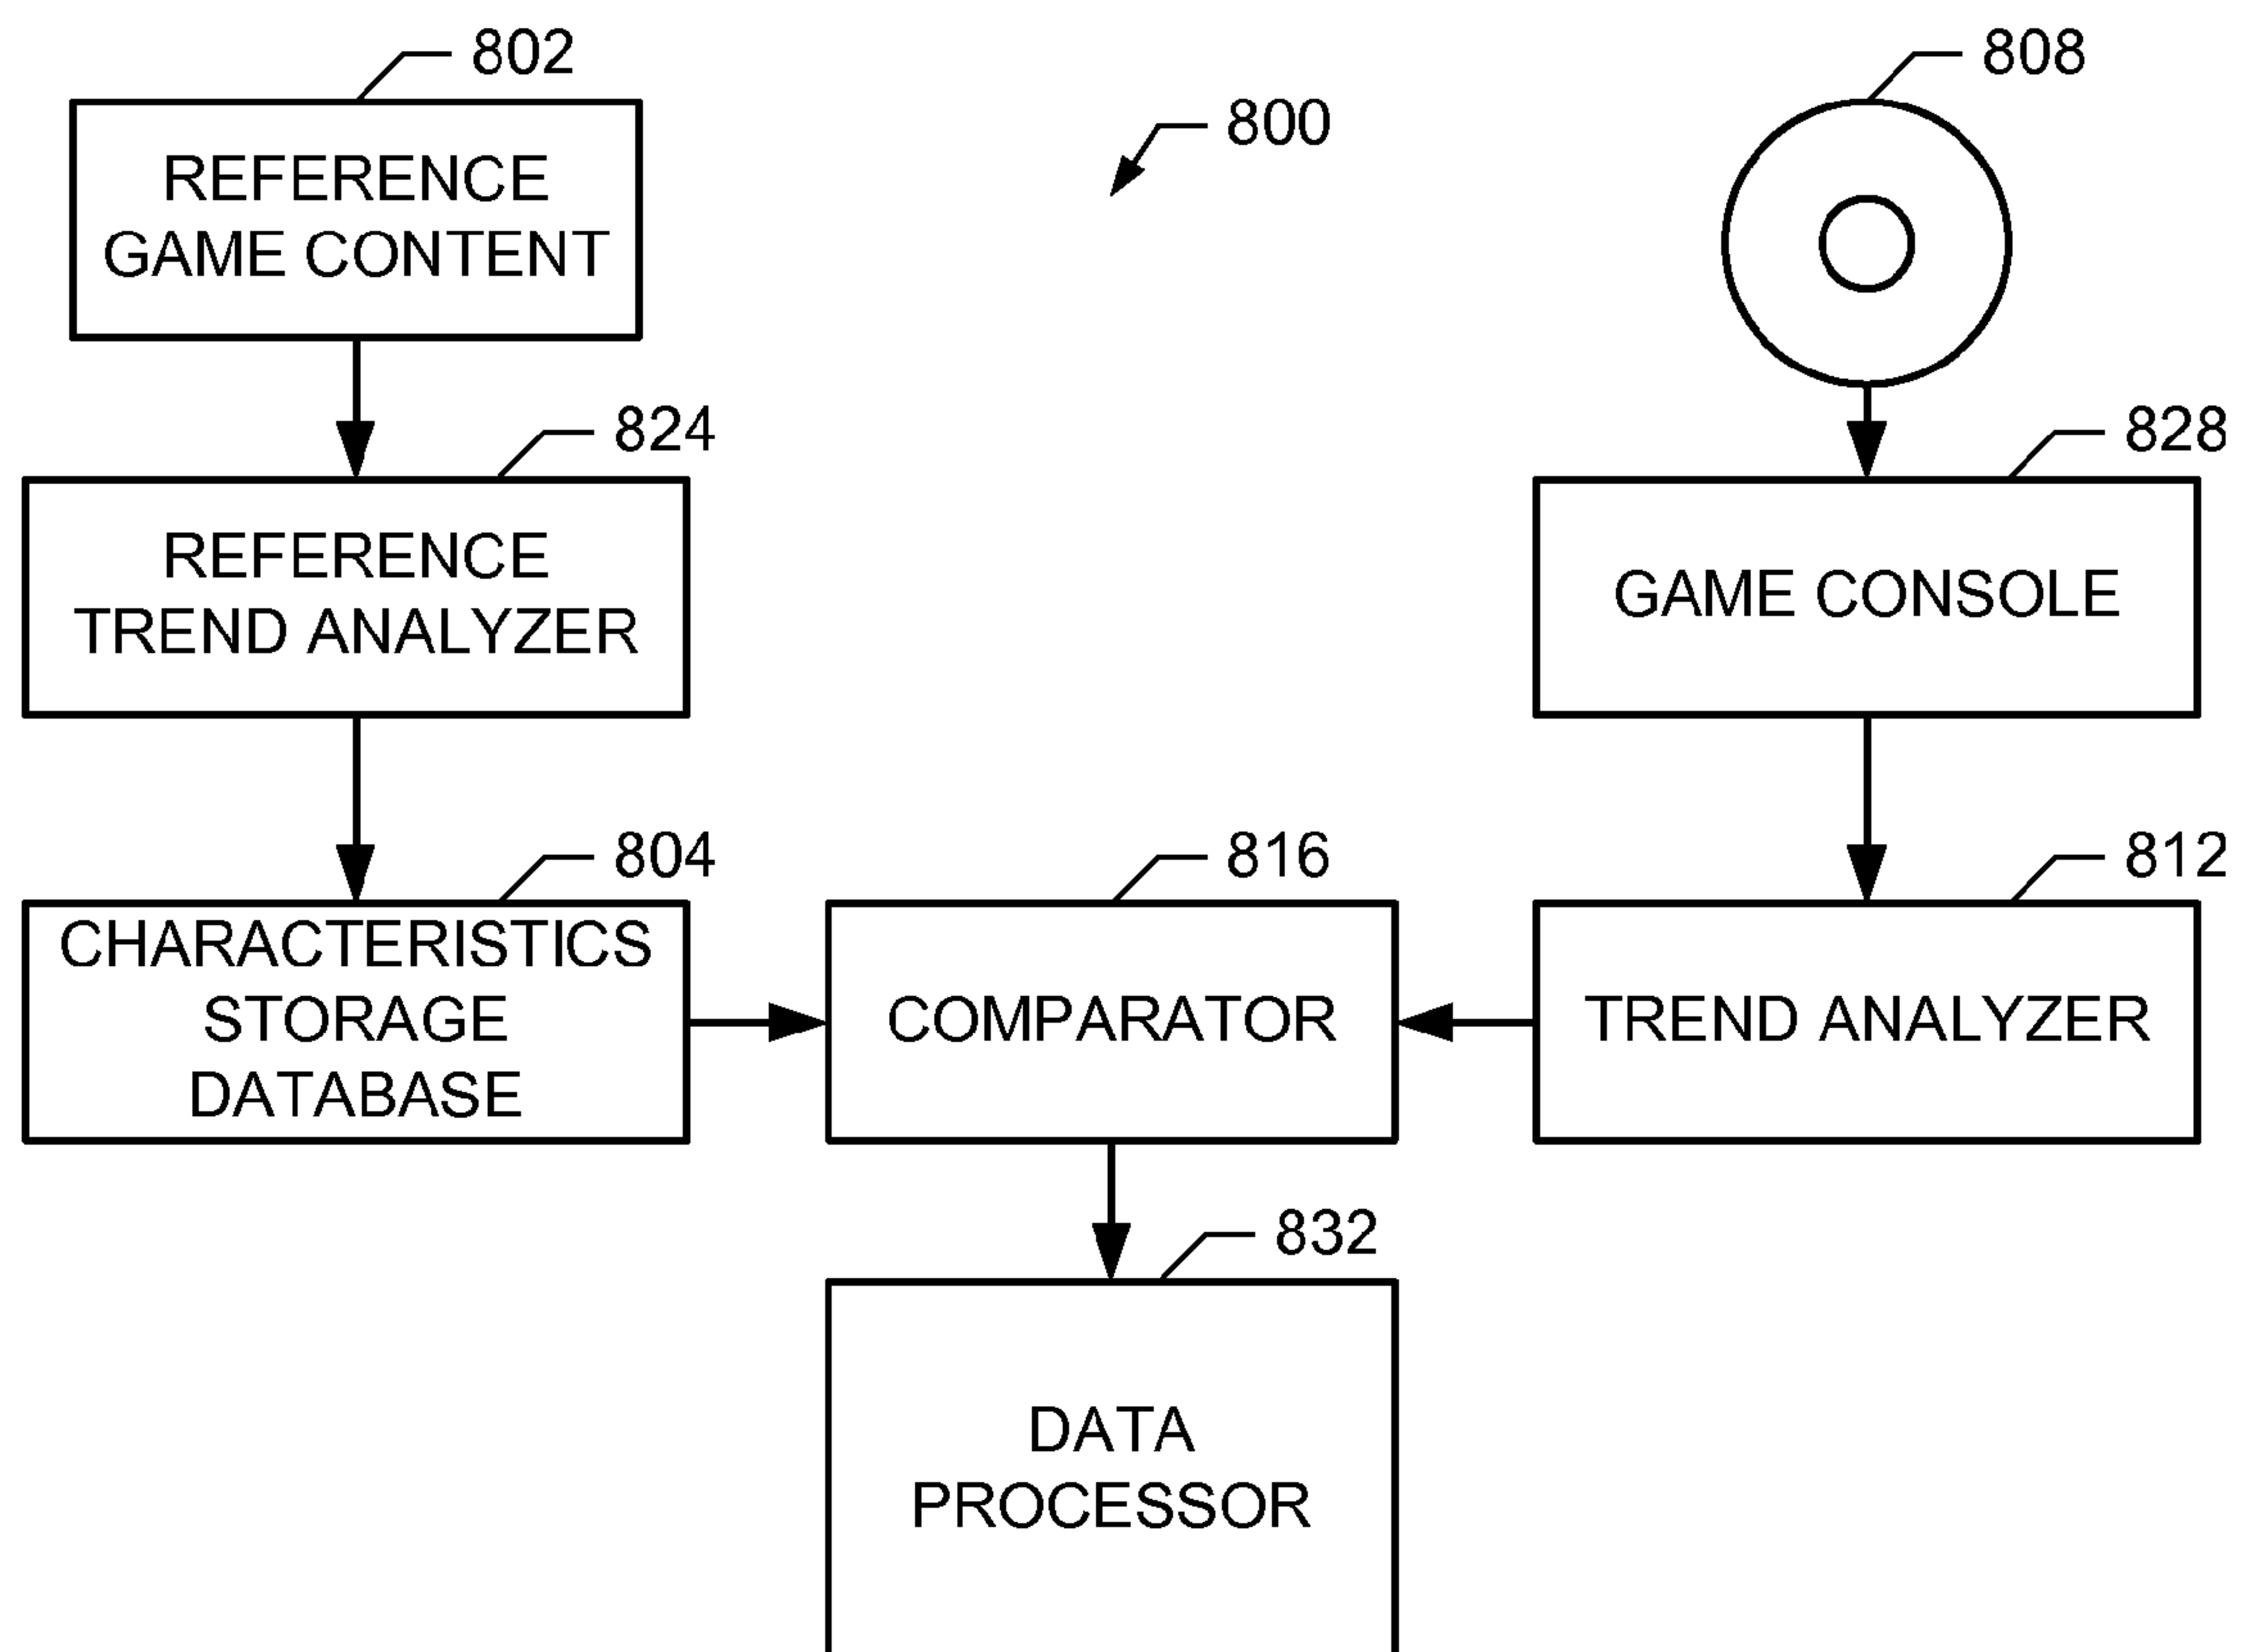 802
808
800
REFERENCE
GAME CONTENT
824
828
REFERENCE
TREND ANALYZER
GAME CONSOLE
804
816
812
CHARACTERISTICS
STORAGE
DATABASE
COMPARATOR
TREND ANALYZER
832
DATA
PROCESSOR